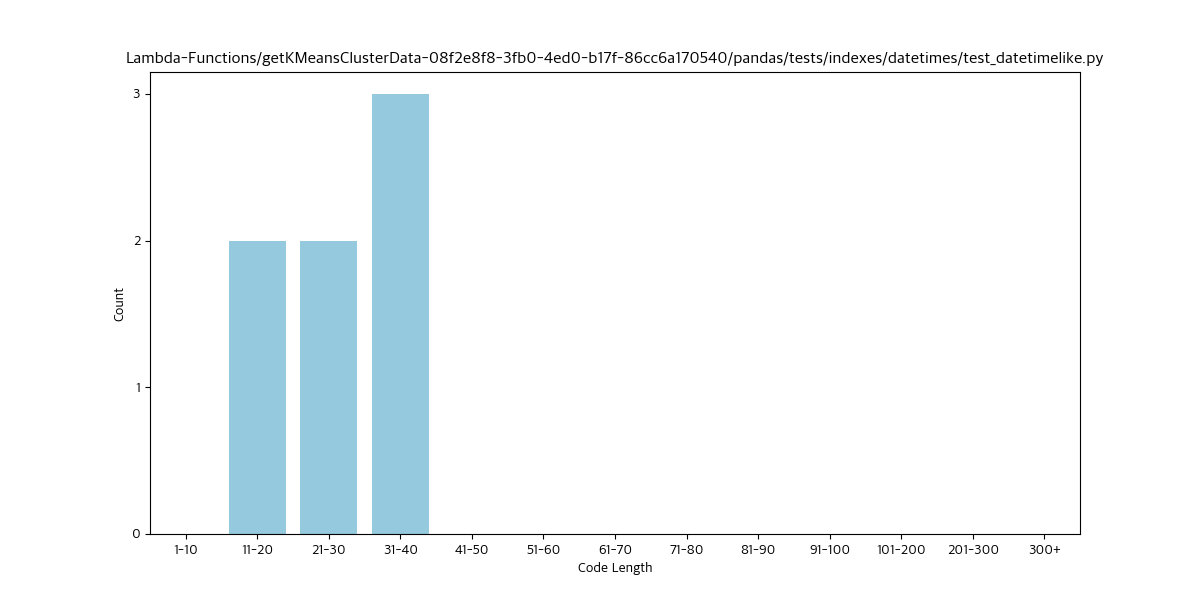 Lambda-Functions/getKMeansClusterData-08f2e8f8-3fb0-4ed0-b17f-86cc6a170540/pandas/tests/indexes/datetimes/test_datetimelike.py
3
2
1
0
Count
1-10 11-20 21-30 31-40 41-50 51-60 61-70 71-80 81-90 91-100 101-200 201-300 300+
Code Length